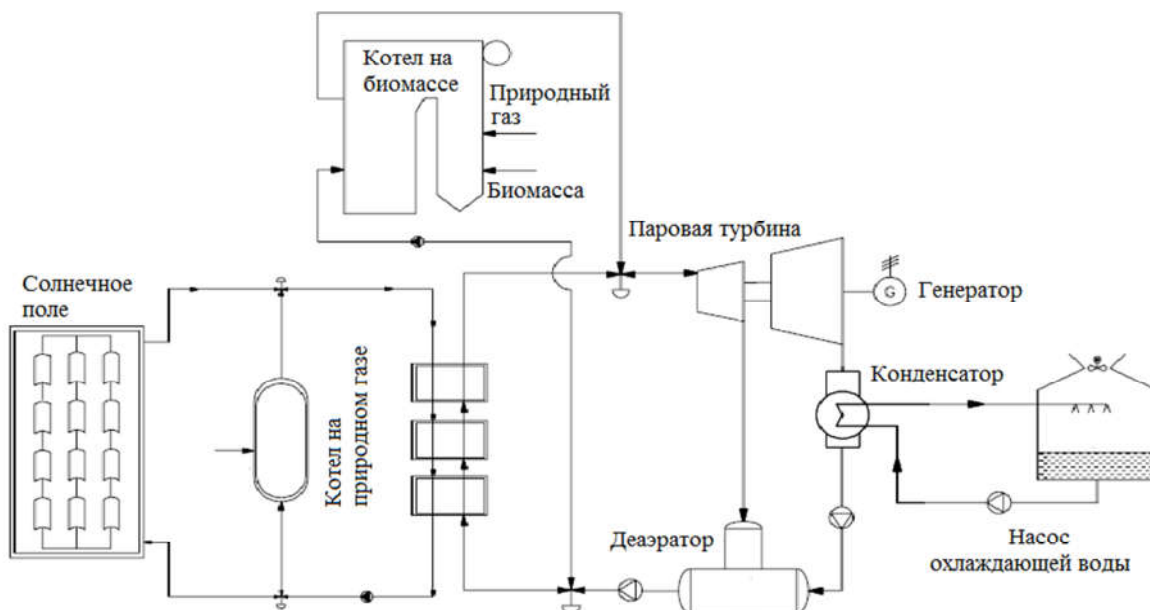 Котел на
биомассе
Природный
газ
Биомасса
Паровая турбина
Солнечное
поле
G
Генератор
Котел на
природном газе
Конденсатор
Деаэратор
Насос
охлаждающей воды